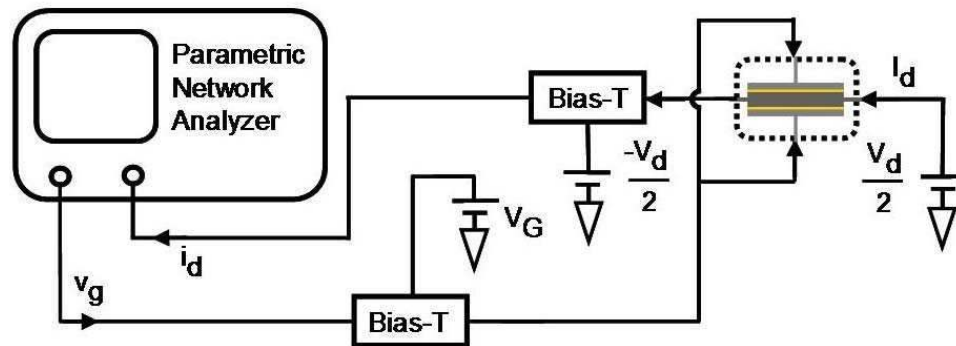 Parametric
Network
Analyzer
Bias-T
I_d
-V_d
2
V_d
2
V_G
i_d
v_g
Bias-T